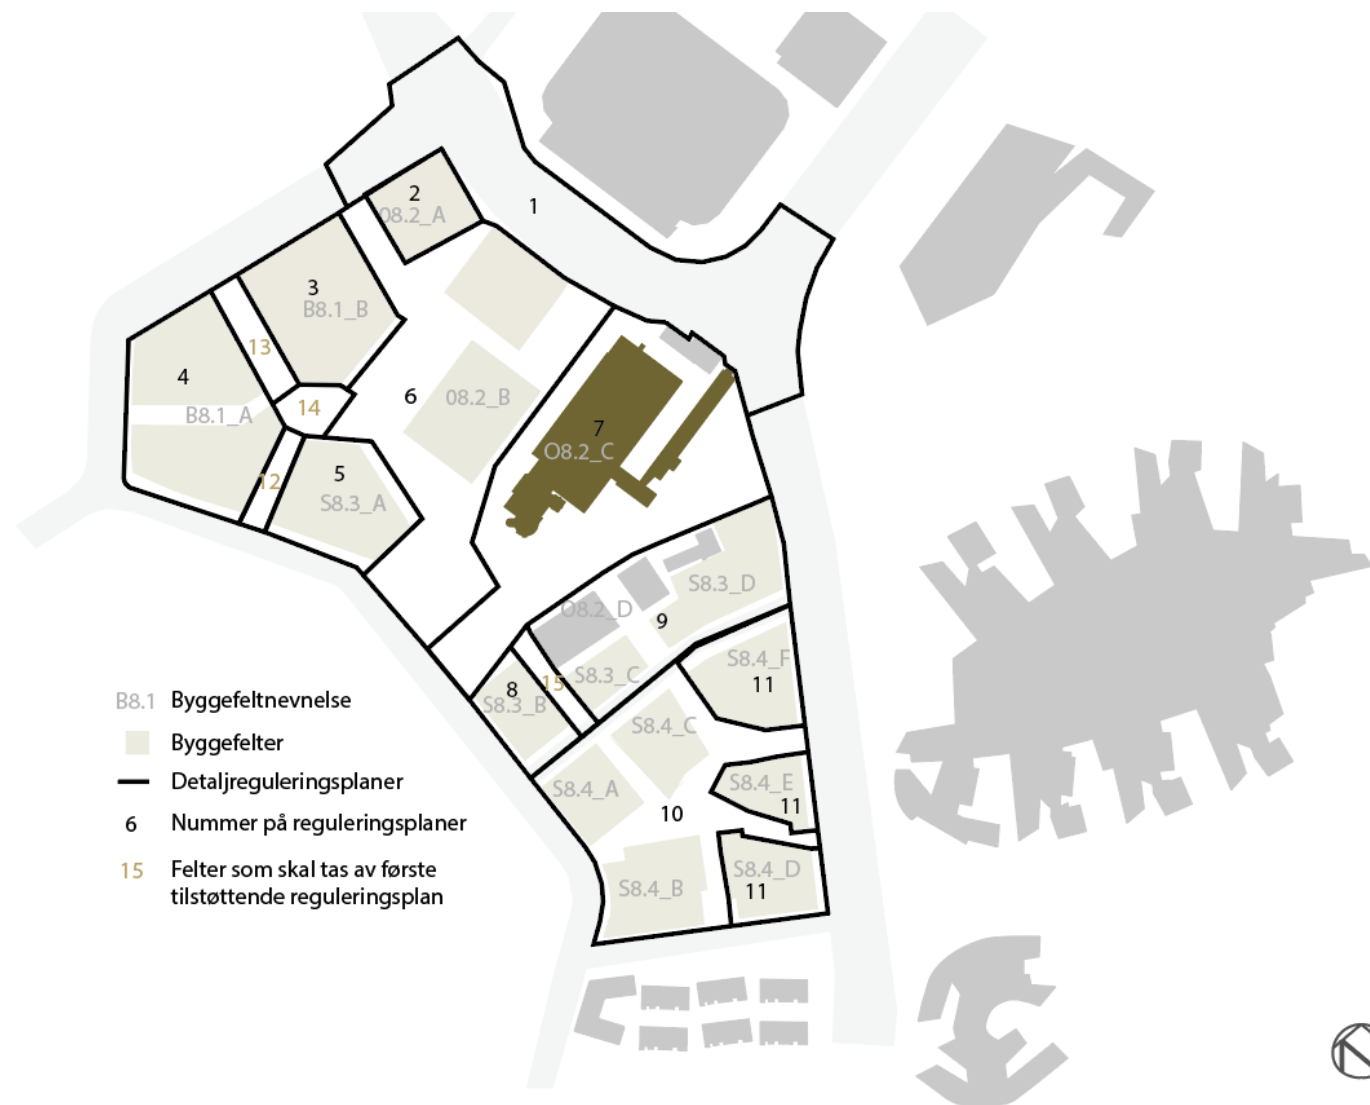 2
08.2_A
1
3
B8.1_B
13
4
B8.1_A
14
6
08.2_B
7
O8.2_C
12
5
S8.3_A
S8.3_D
O8.2_D
9
S8.4_F
11
S8.3_C
15
8
S8.3_B
S8.4_C
S8.4_A
S8.4_E
11
10
S8.4_D
11
S8.4_B
B8.1 Byggefeltnevnelse
Byggefelter
Detaljreguleringsplaner
6 Nummer på reguleringsplaner
15 Felter som skal tas av første
tilstøttende reguleringsplan